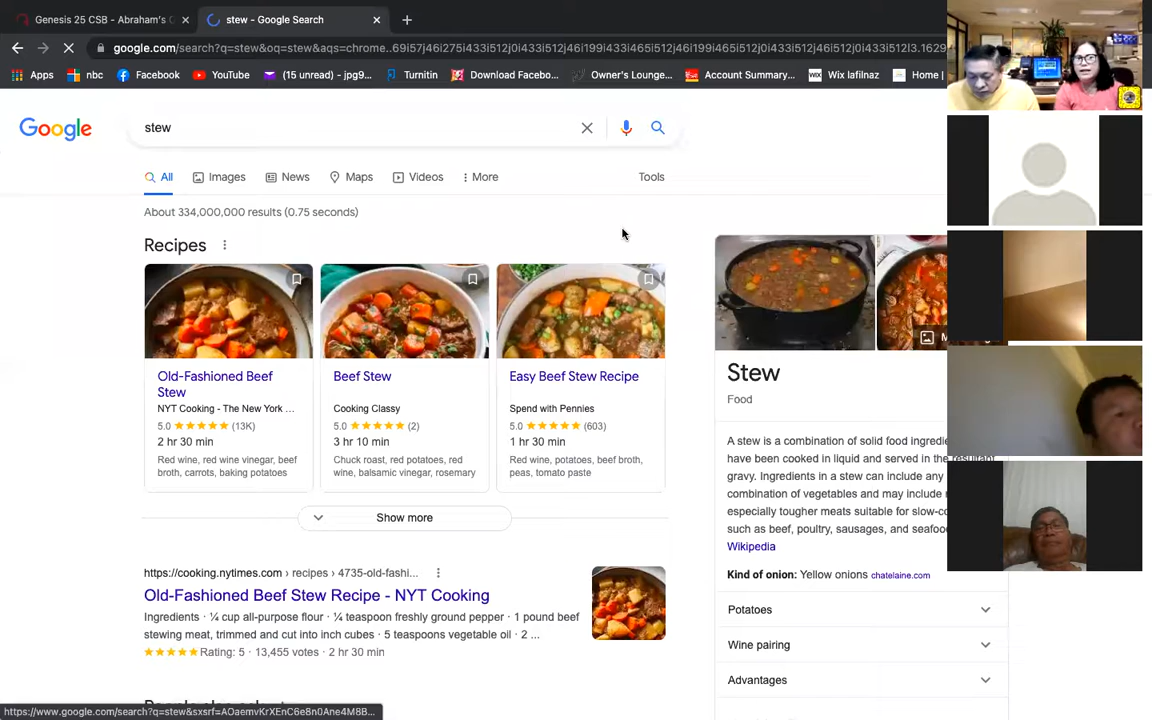 Genesis 25 CSB - Abraham's
stew - Google Search
google.com/search?q=stew&oq=stew&aqs=chrome..69i57j46i275i433i512j0i433i512j46i199i433i465i512j46i199i465i512j0i433i512l3.1629
Apps
nbc
Facebook
YouTube
(15 unread) - jpg9...
Turnitin
Download Facebo...
Owner's Lounge...
Account Summary...
WIX Wix lafilnaz
Home |
Google
stew
All
Images
News
Maps
Videos
More
Tools
About 334,000,000 results (0.75 seconds)
Recipes
Old-Fashioned Beef
Stew
NYT Cooking - The New York ...
5.0 (13K)
2 hr 30 min
Red wine, red wine vinegar, beef
broth, carrots, baking potatoes
Beef Stew
Cooking Classy
5.0 (2)
3 hr 10 min
Chuck roast, red potatoes, red
wine, balsamic vinegar, rosemary
Easy Beef Stew Recipe
Spend with Pennies
5.0 (603)
1 hr 30 min
Red wine, potatoes, beef broth,
peas, tomato paste
Show more
https://cooking.nytimes.com › recipes › 4735-old-fashi...
Old-Fashioned Beef Stew Recipe - NYT Cooking
Ingredients · ¼ cup all-purpose flour · ¼ teaspoon freshly ground pepper · 1 pound beef
stewing meat, trimmed and cut into inch cubes · 5 teaspoons vegetable oil · 2 ...
Rating: 5 · 13,455 votes · 2 hr 30 min
Stew
Food
A stew is a combination of solid food ingredie
have been cooked in liquid and served in the resultant
gravy. Ingredients in a stew can include any
combination of vegetables and may include
especially tougher meats suitable for slow-co
such as beef, poultry, sausages, and seafoo
Wikipedia
Kind of onion: Yellow onions chatelaine.com
Potatoes
Wine pairing
Advantages
https://www.google.com/search?q=stew&sxsrf=AOaemvKrXEnC6e8n0Ane4M8B...